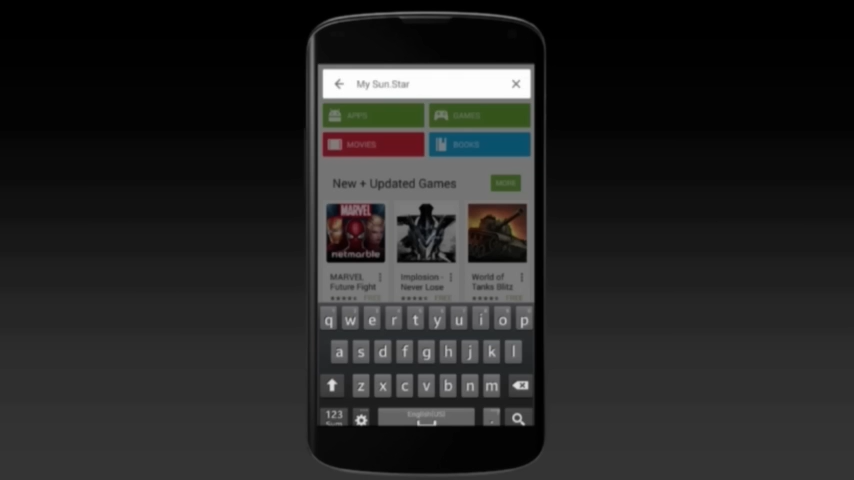 My Sun.Star
APPS
GAMES
MOVIES
BOOKS
New + Updated Games
MORE
MARVEL
netmarble
MARVEL Future Fight
Implosion - Never Lose
World of Tanks Blitz
FREE
FREE
FREE
q w e r t y u i o p
a s d f g h j k l
z x c v b n m
123
Sym
English(US)
.